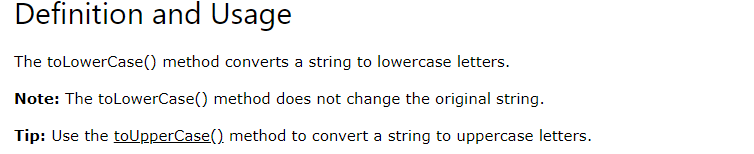 Definition and Usage
The toLowerCase() method converts a string to lowercase letters.
Note: The toLowerCase() method does not change the original string.
Tip: Use the toUpperCase() method to convert a string to uppercase letters.